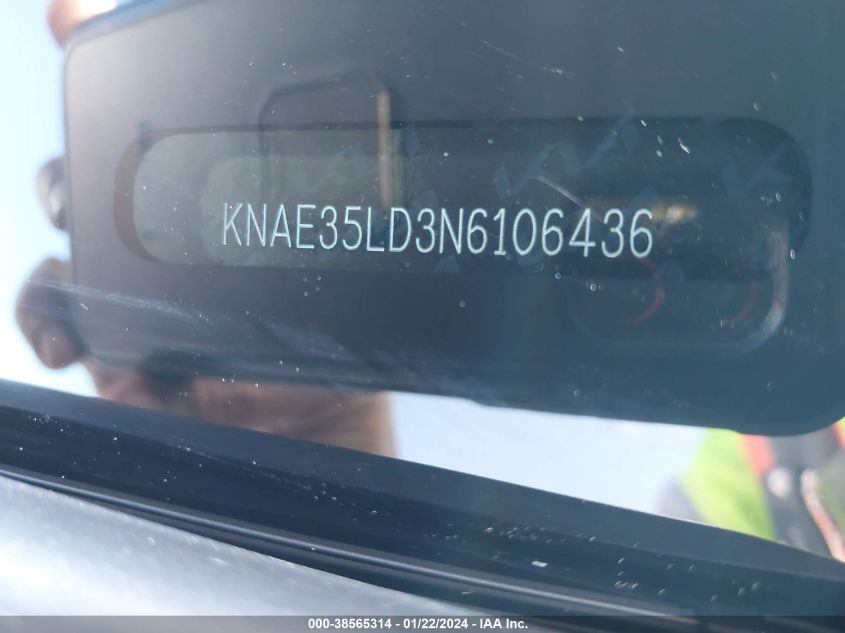 KNAE35LD3N6106436
000-38565314 - 01/22/2024 - IAA Inc.